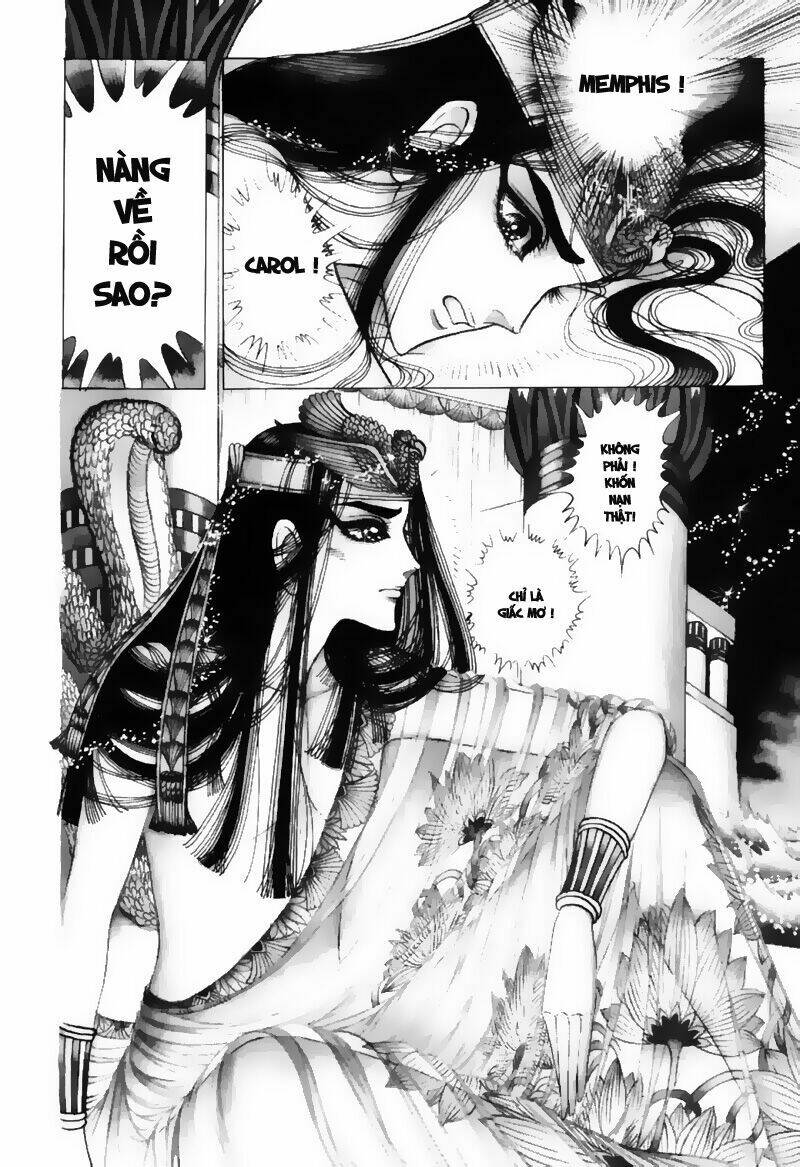 MEMPHIS !
CAROL !
NÀNG
VỀ
RỒI
SAO?
KHÔNG
PHẢI !
KHỐN
NẠN
THẬT!
CHỈ LÀ
GIẤC MƠ !